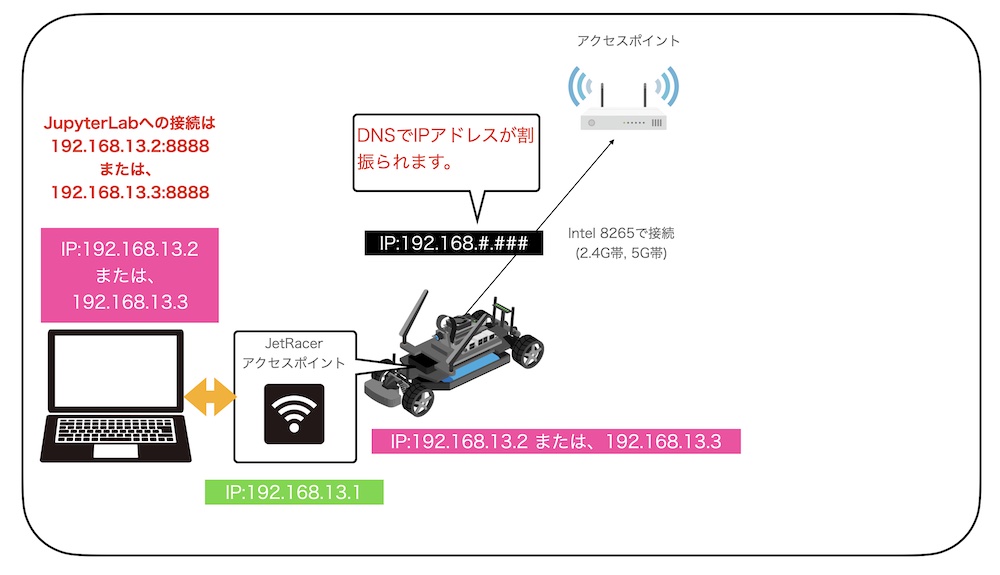 アクセスポイント
JupyterLabへの接続は
192.168.13.2:8888
または、
192.168.13.3:8888
DNSでIPアドレスが割
振られます。
IP:192.168.#.###
Intel 8265で接続
(2.4G帯, 5G帯)
IP:192.168.13.2
または、
192.168.13.3
JetRacer
アクセスポイント
IP:192.168.13.2 または、192.168.13.3
IP:192.168.13.1